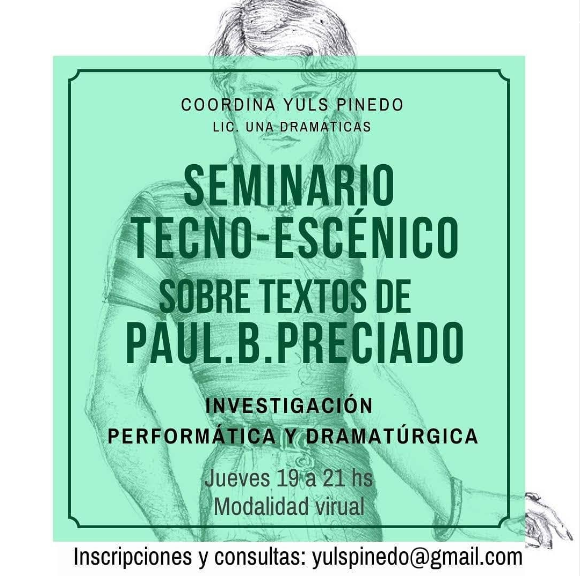 COORDINA YULS PINEDO
LIC. UNA DRAMÁTICAS
SEMINARIO
TECNO-ESCÉNICO
SOBRE TEXTOS DE
PAUL.B.PRECIADO
INVESTIGACIÓN
PERFORMÁTICA Y DRAMATÚRGICA
Jueves 19 a 21 hs
Modalidad virual
Inscripciones y consultas: yulspinedo@gmail.com